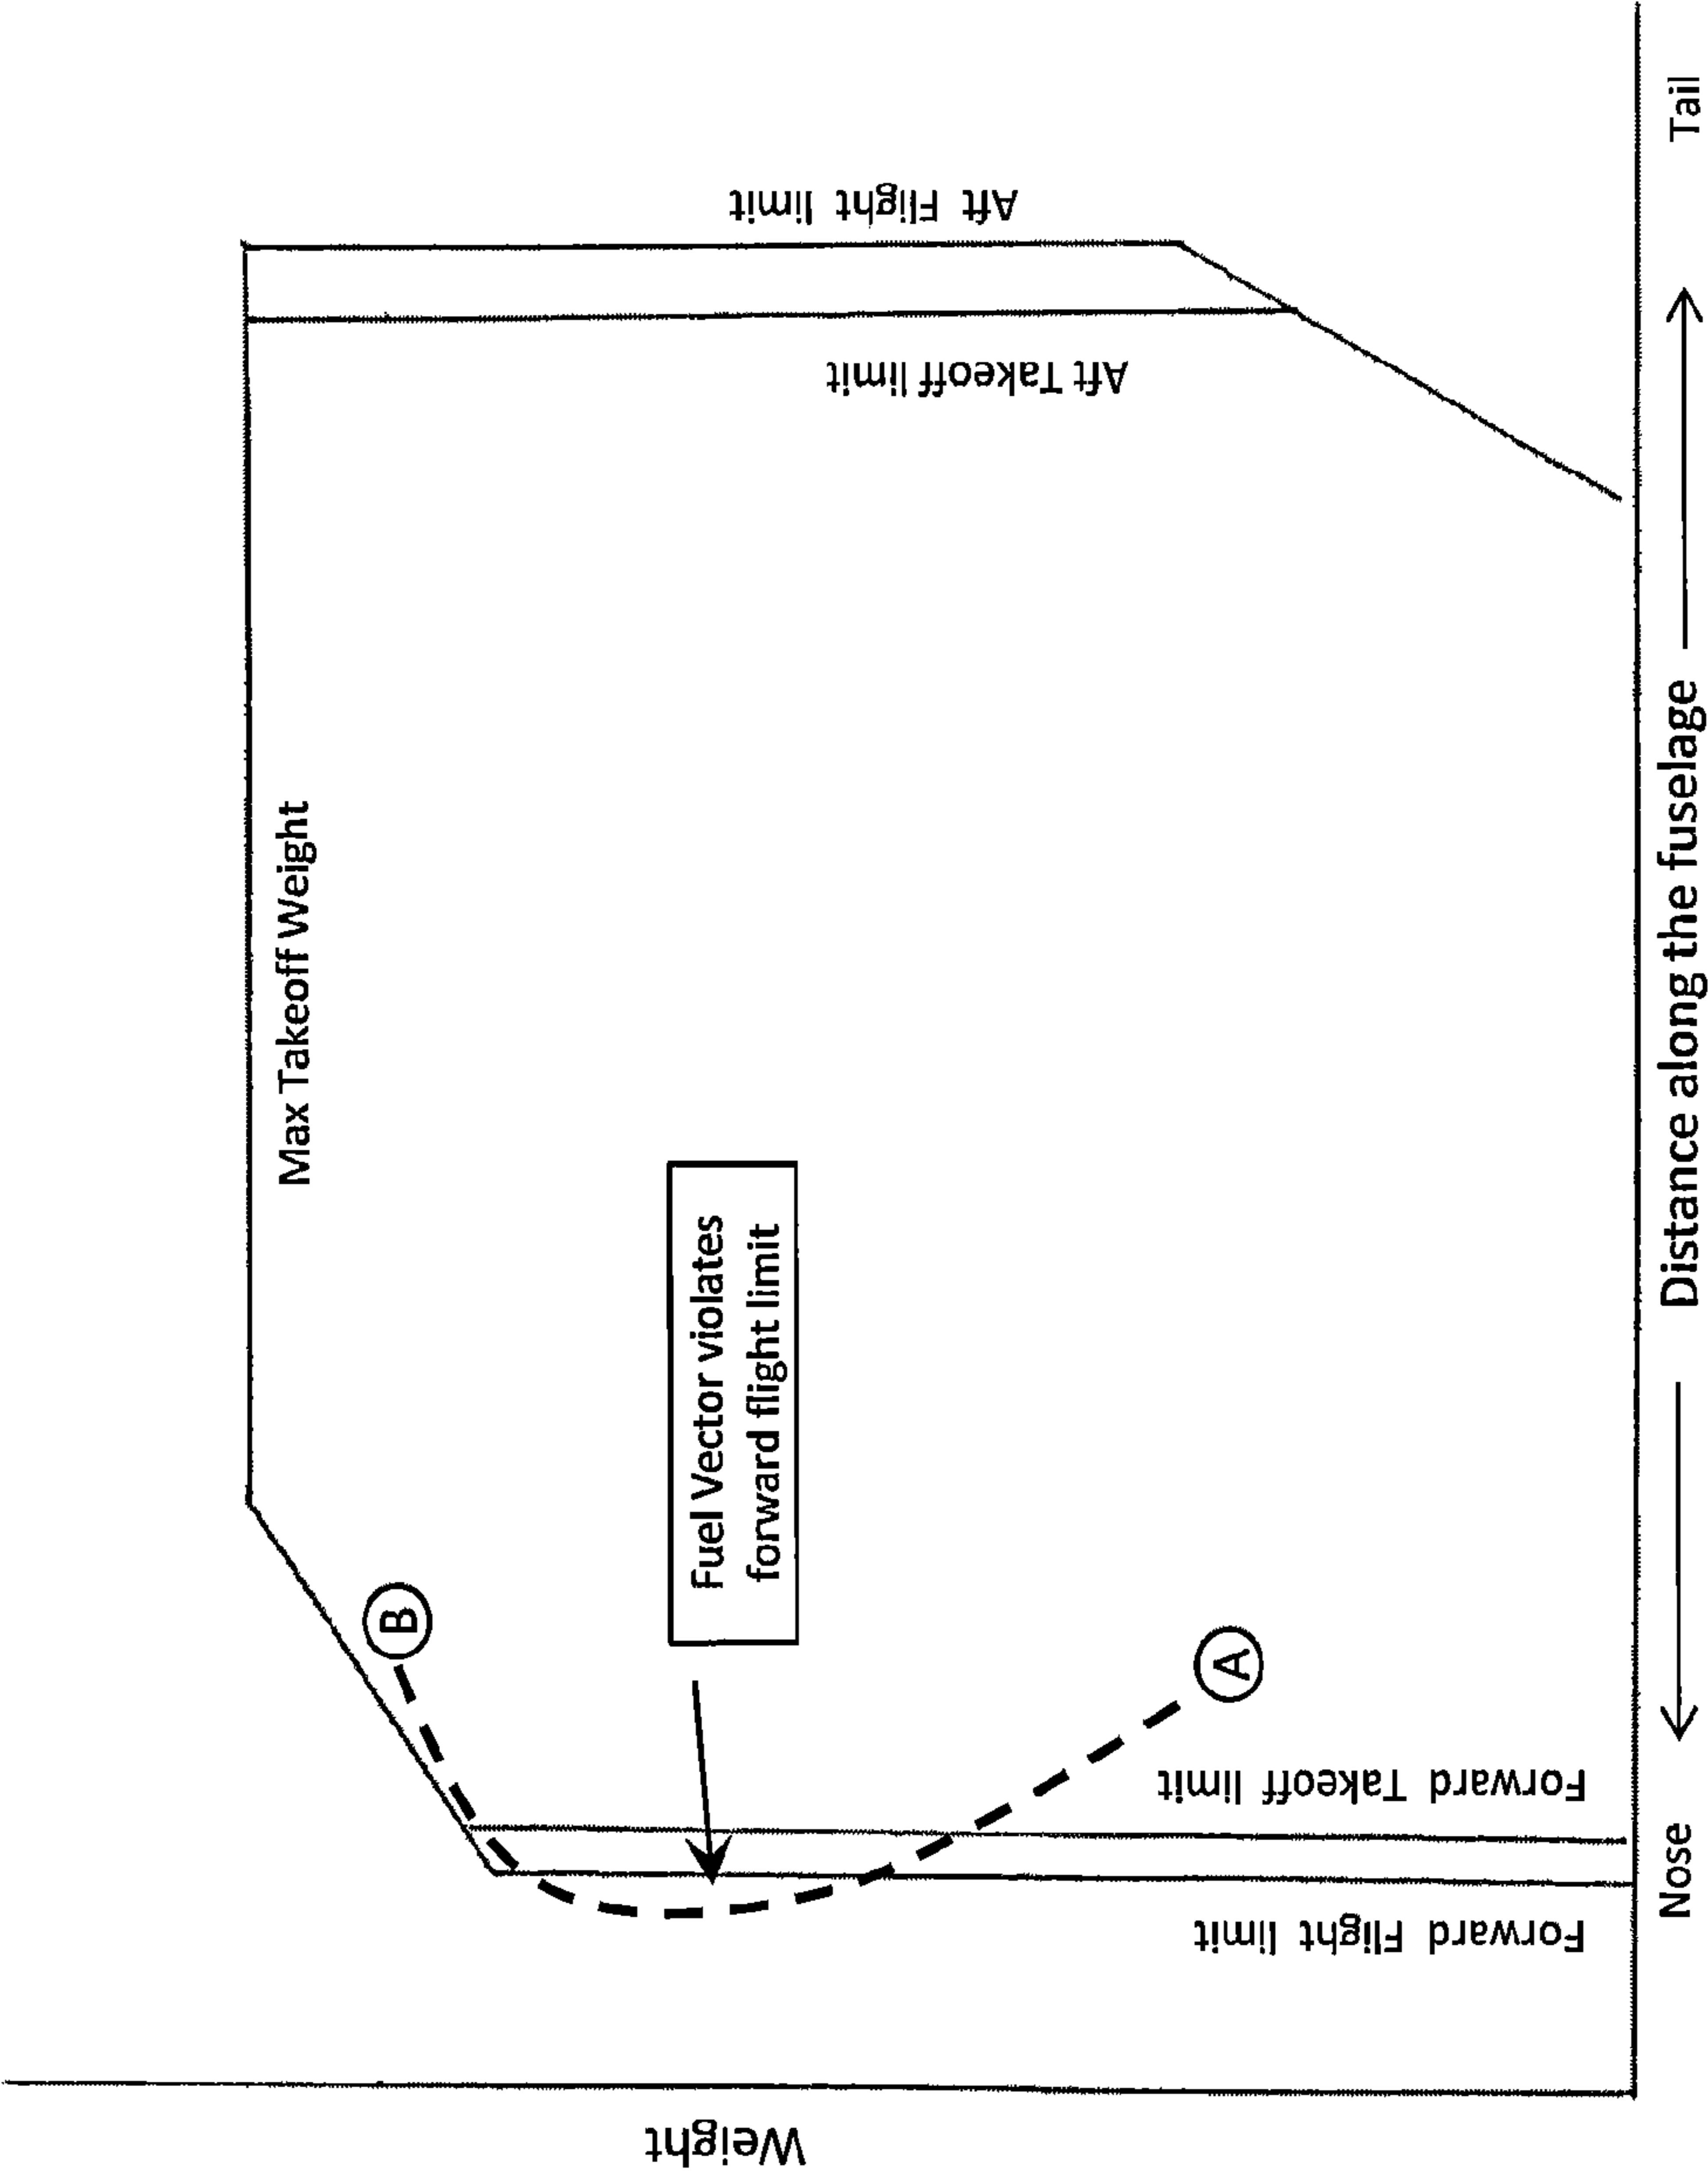 Max Takeoff Weight
B
Fuel Vector violates
forward flight limit
A
Aft Flight limit
Aft Takeoff limit
Forward Takeoff limit
Forward Flight limit
Weight
Nose
Distance along the fuselage
Tail